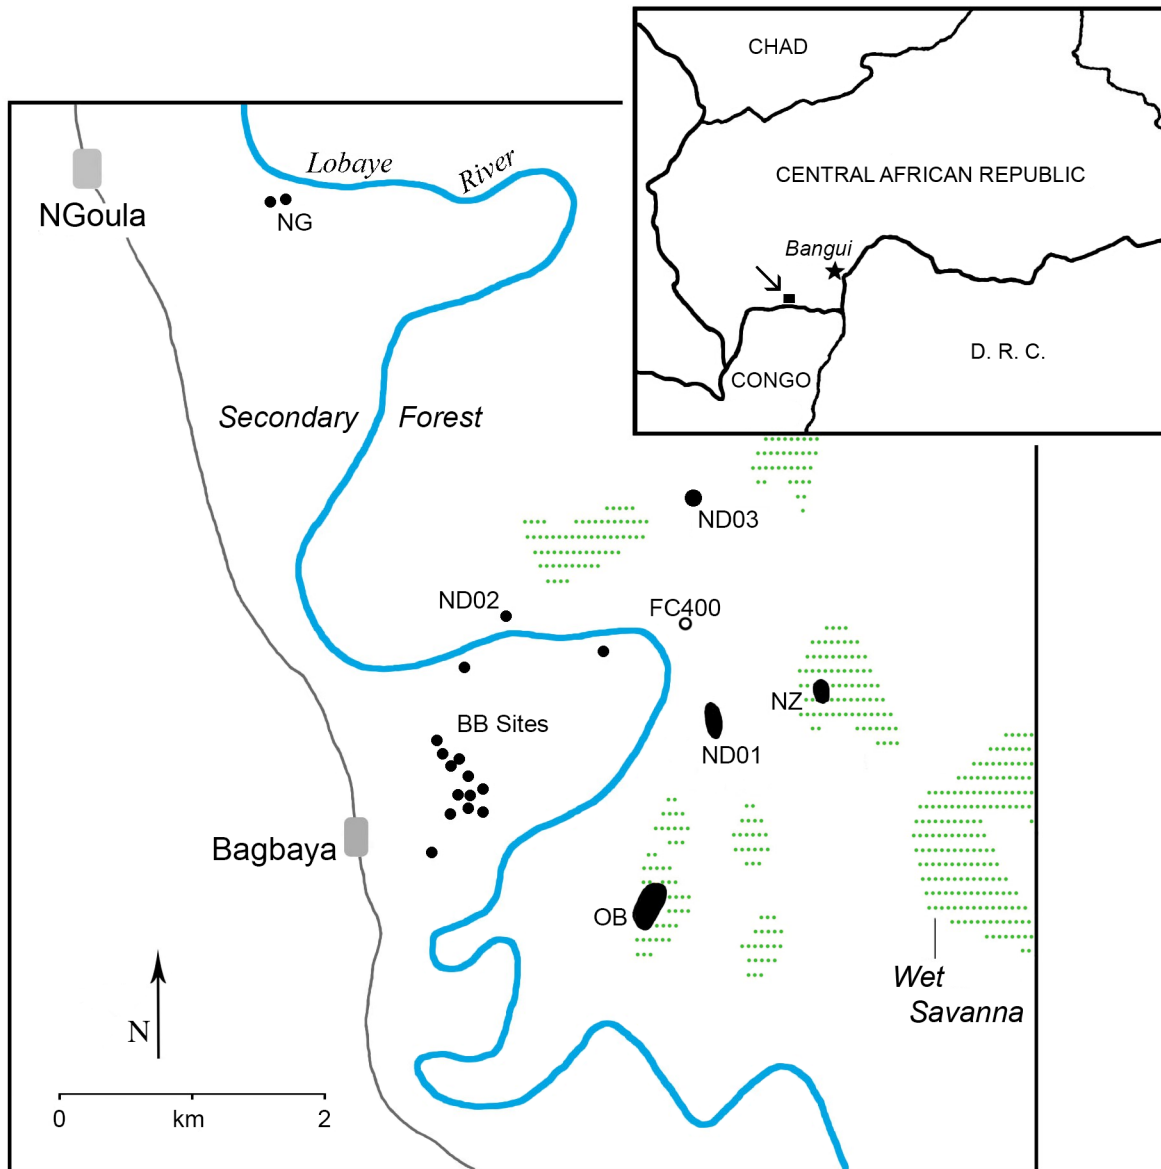 CHAD
CENTRAL AFRICAN REPUBLIC
Bangui
D. R. C.
CONGO
Lobaye River
NGoula
NG
Secondary Forest
ND03
ND02
FC400
NZ
BB Sites
ND01
Bagbaya
OB
Wet
Savanna
N
0 km 2